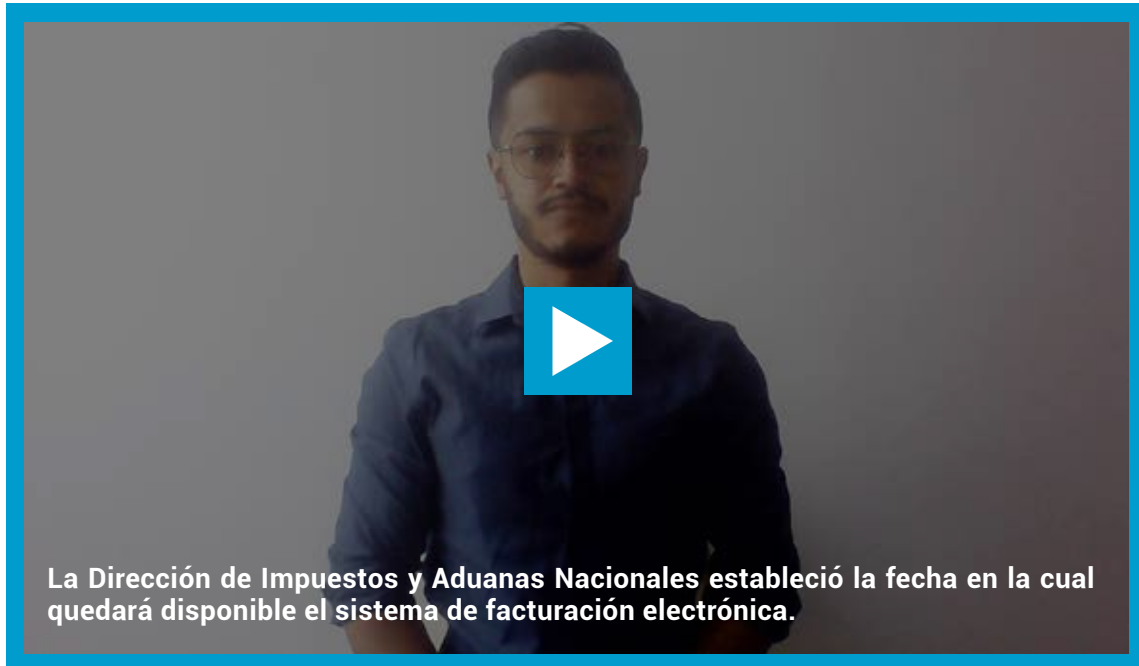 La Dirección de Impuestos y Aduanas Nacionales estableció la fecha en la cual
quedará disponible el sistema de facturación electrónica.